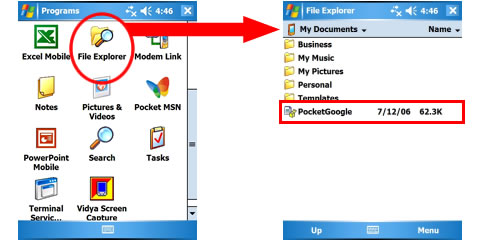 Programs 4:46
Excel Mobile File Explorer Modem Link
Notes Pictures & Videos Pocket MSN
PowerPoint Mobile Search Tasks
Terminal Servic... Vidya Screen Capture
File Explorer 4:46
My Documents Name
Business
My Music
My Pictures
Personal
Templates
PocketGoogle 7/12/06 62.3K
Up Menu